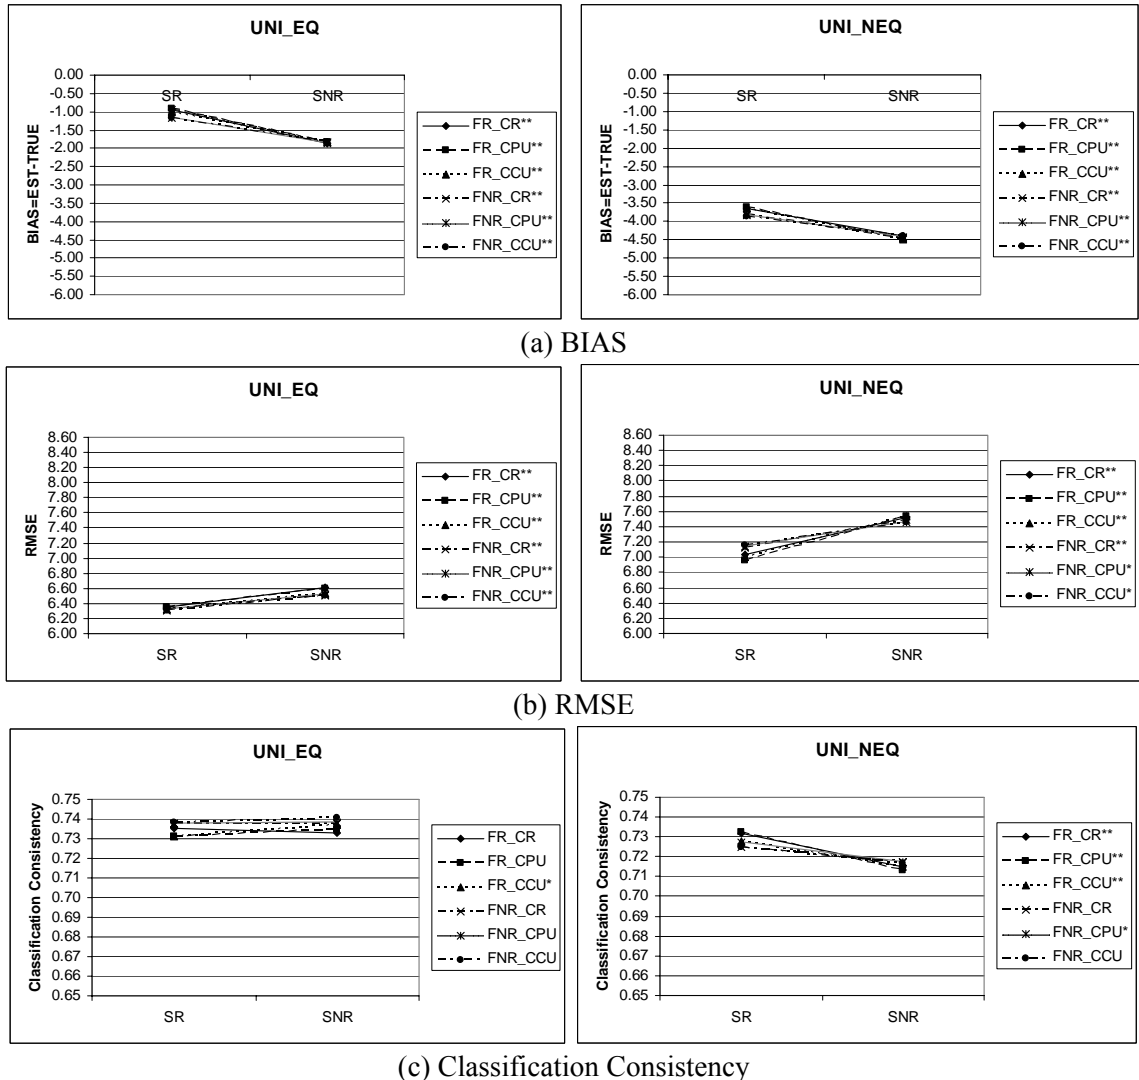 UNI_EQ
BIAS=EST-TRUE
0.00
-0.50
-1.00
-1.50
-2.00
-2.50
-3.00
-3.50
-4.00
-4.50
-5.00
-5.50
-6.00
SR SNR
FR_CR**
FR_CPU**
FR_CCU**
FNR_CR**
FNR_CPU**
FNR_CCU**
UNI_NEQ
BIAS=EST-TRUE
0.00
-0.50
-1.00
-1.50
-2.00
-2.50
-3.00
-3.50
-4.00
-4.50
-5.00
-5.50
-6.00
SR SNR
FR_CR**
FR_CPU**
FR_CCU**
FNR_CR**
FNR_CPU**
FNR_CCU**
(a) BIAS
UNI_EQ
RMSE
8.60
8.40
8.20
8.00
7.80
7.60
7.40
7.20
7.00
6.80
6.60
6.40
6.20
6.00
SR SNR
FR_CR**
FR_CPU**
FR_CCU**
FNR_CR**
FNR_CPU**
FNR_CCU**
UNI_NEQ
RMSE
8.60
8.40
8.20
8.00
7.80
7.60
7.40
7.20
7.00
6.80
6.60
6.40
6.20
6.00
SR SNR
FR_CR**
FR_CPU**
FR_CCU**
FNR_CR**
FNR_CPU*
FNR_CCU*
(b) RMSE
UNI_EQ
Classification Consistency
0.75
0.74
0.73
0.72
0.71
0.70
0.69
0.68
0.67
0.66
0.65
SR SNR
FR_CR
FR_CPU
FR_CCU*
FNR_CR
FNR_CPU
FNR_CCU
UNI_NEQ
Classification Consistency
0.75
0.74
0.73
0.72
0.71
0.70
0.69
0.68
0.67
0.66
0.65
SR SNR
FR_CR**
FR_CPU**
FR_CCU**
FNR_CR
FNR_CPU*
FNR_CCU
(c) Classification Consistency